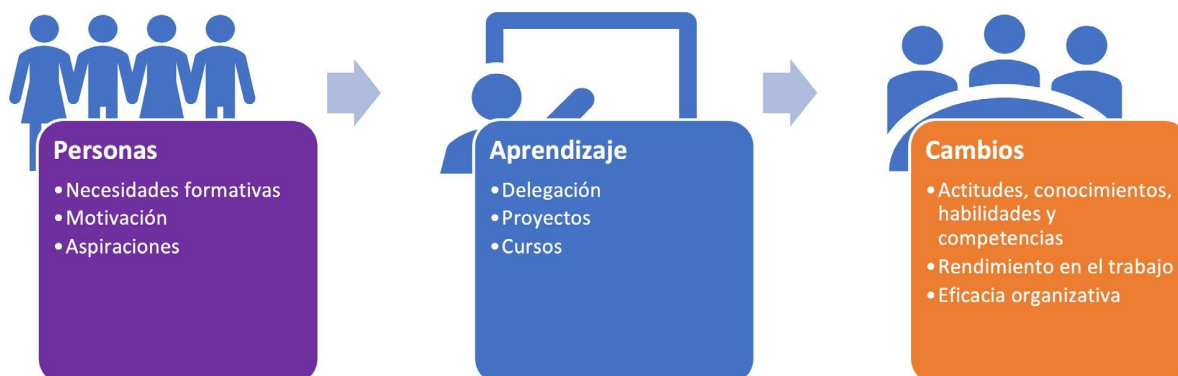 Personas
•Necesidades formativas
•Motivación
•Aspiraciones
Aprendizaje
•Delegación
•Proyectos
•Cursos
Cambios
•Actitudes, conocimientos,
habilidades y
competencias
•Rendimiento en el trabajo
•Eficacia organizativa